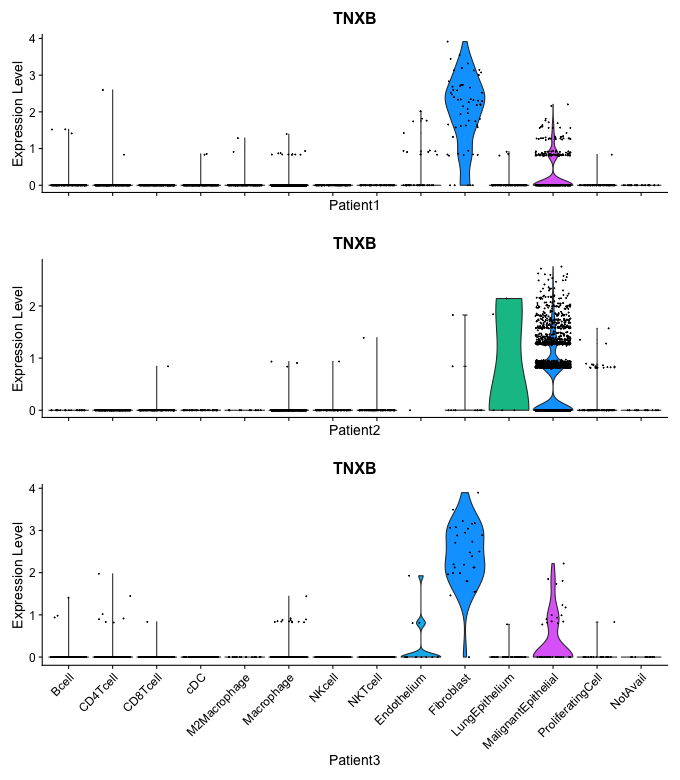 TNXB
Expression Level
4
3
2
1
0
Patient1
TNXB
Expression Level
2
1
0
Patient2
TNXB
Expression Level
4
3
2
1
0
Bcell
CD4Tcell
CD8Tcell
cDC
M2Macrophage
Macrophage
NKcell
NKTcell
Endothelium
Fibroblast
LungEpithelium
MalignantEpithelial
ProliferatingCell
NotAvail
Patient3